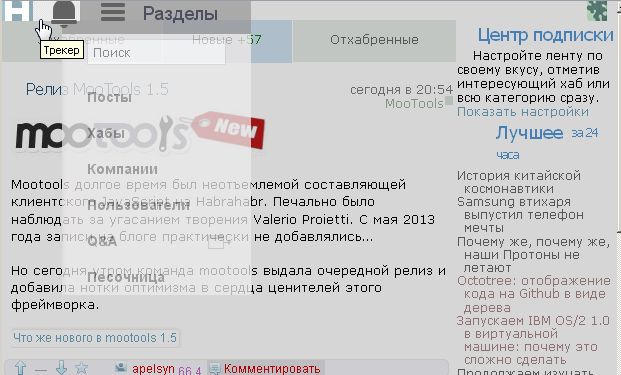 H
Разделы
Трекер
Поиск
Отхабренные
Новые +57
Отхабренные
Посты
Хабы
Компании
Пользователи
Q&A
Песочница
Релиз MooTools 1.5
сегодня в 20:54
MooTools
mootools
New
Mootools долгое время был неотъемлемой составляющей
клиентского JavaScript на Habrahabr. Печально было
наблюдать за угасанием творения Valerio Proietti. С мая 2013
года записи в блоге практически не добавлялись...
Но сегодня утром команда mootools выдала очередной релиз и
добавила нотки оптимизма в сердца ценителей этого
фреймворка.
Что же нового в mootools 1.5
apelsyn 66,4
Комментировать
Центр подписки
Настройте ленту по
своему вкусу, отметив
интересующий хаб или
всю категорию сразу.
Показать настройки
Лучшее за 24
часа
История китайской
космонавтики
Samsung втихаря
выпустил телефон
мечты
Почему же, почему же,
наши Протоны не
летают
Octotree: отображение
кода на Github в виде
дерева
Запускаем IBM OS/2 1.0
в виртуальной
машине: почему это
сложно сделать
Продолжаем изучать